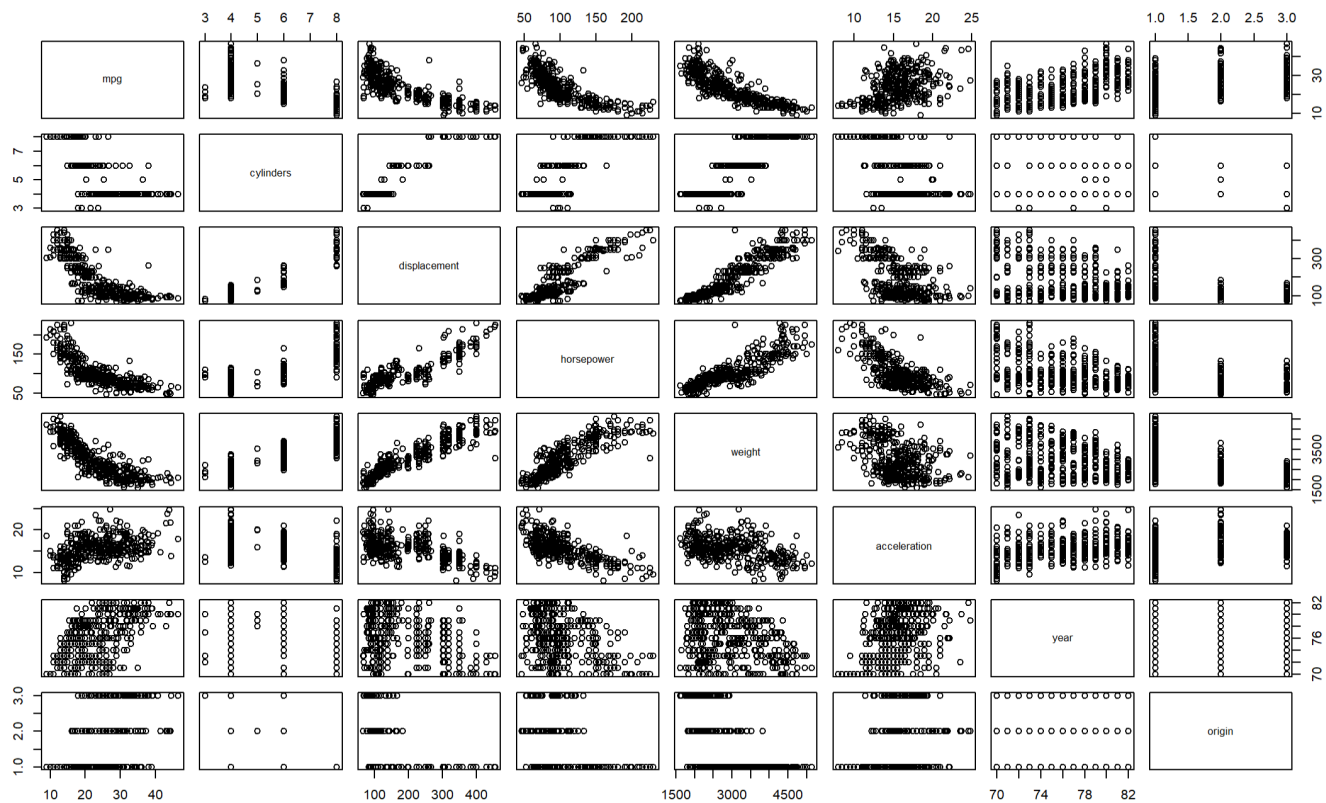 3 4 5 6 7 8 50 100 150 200 10 15 20 25 1.0 1.5 2.0 2.5 3.0
mpg 10 30
3 5 7 cylinders
displacement 100 300
50 150 horsepower
weight 1500 3500
10 20 acceleration
year 70 76 82
1.0 2.0 3.0 origin
10 20 30 40 100 200 300 400 1500 3000 4500 70 74 78 82